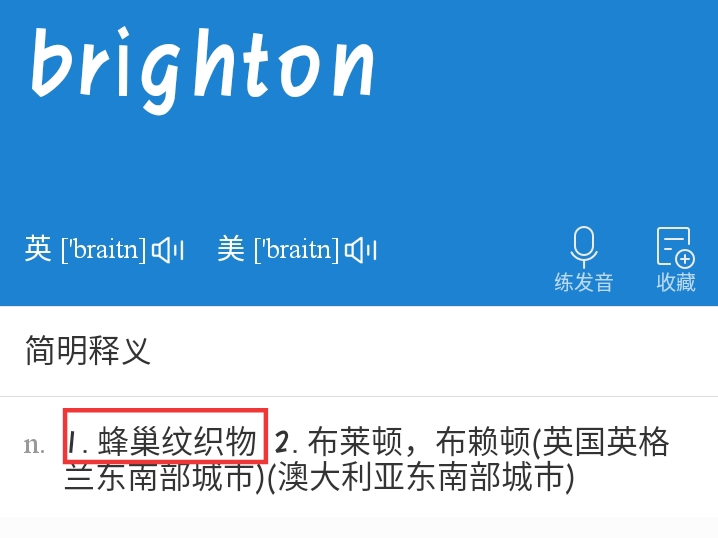 brighton
英 ['braitn] 美 ['braitn]
练发音 收藏
简明释义
n. 1. 蜂巢纹织物 2. 布莱顿，布赖顿(英国英格
兰东南部城市)(澳大利亚东南部城市)